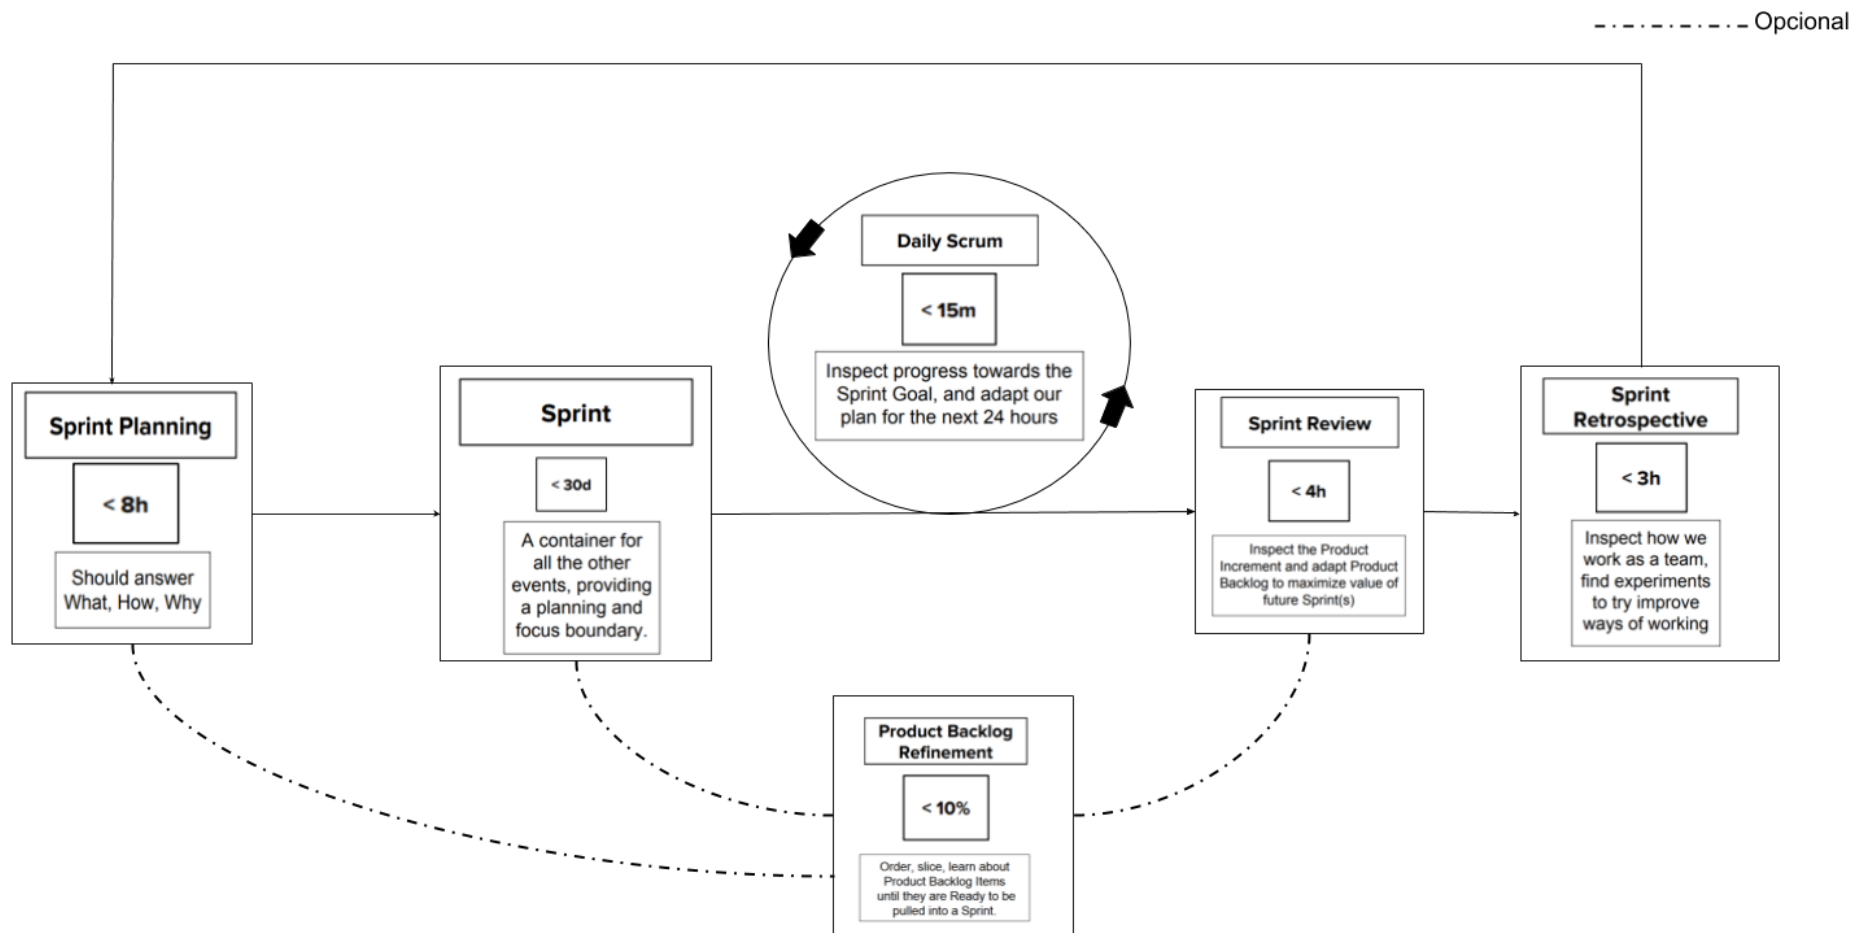 Opcional
Sprint Planning
< 8h
Should answer
What, How, Why
Sprint
< 30d
A container for
all the other
events, providing
a planning and
focus boundary.
Daily Scrum
< 15m
Inspect progress towards the
Sprint Goal, and adapt our
plan for the next 24 hours
Sprint Review
< 4h
Inspect the Product
Increment and adapt Product
Backlog to maximize value of
future Sprint(s)
Sprint
Retrospective
< 3h
Inspect how we
work as a team,
find experiments
to try improve
ways of working
Product Backlog
Refinement
< 10%
Order, slice, learn about
Product Backlog Items
until they are Ready to be
pulled into a Sprint.